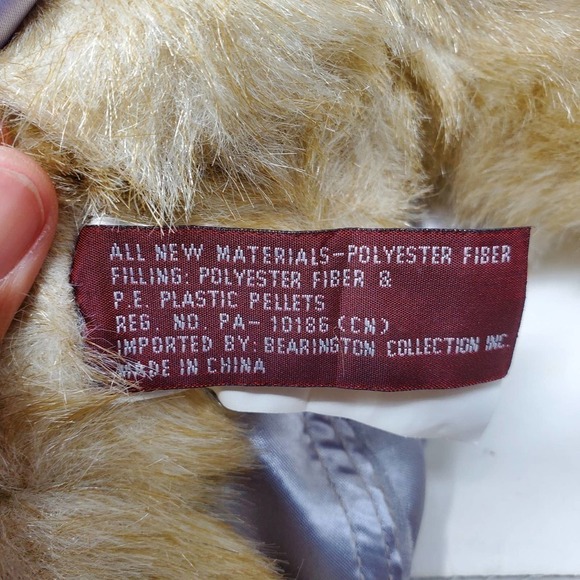 ALL NEW MATERIALS-POLYESTER FIBER
FILLING: POLYESTER FIBER &
P.E. PLASTIC PELLETS
REG. NO. PA-10186 (CN)
IMPORTED BY: BEARINGTON COLLECTION INC.
MADE IN CHINA